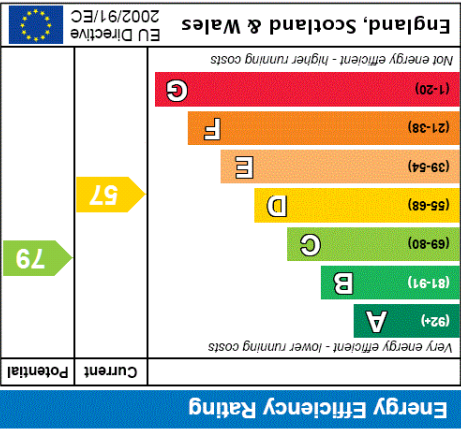 Energy Efficiency Rating
Current Potential
Very energy efficient - lower running costs
(92+) A
(81-91) B
(69-80) C
79
(55-68) D
57
(39-54) E
(21-38) F
(1-20) G
Not energy efficient - higher running costs
England, Scotland & Wales
EU Directive
2002/91/EC